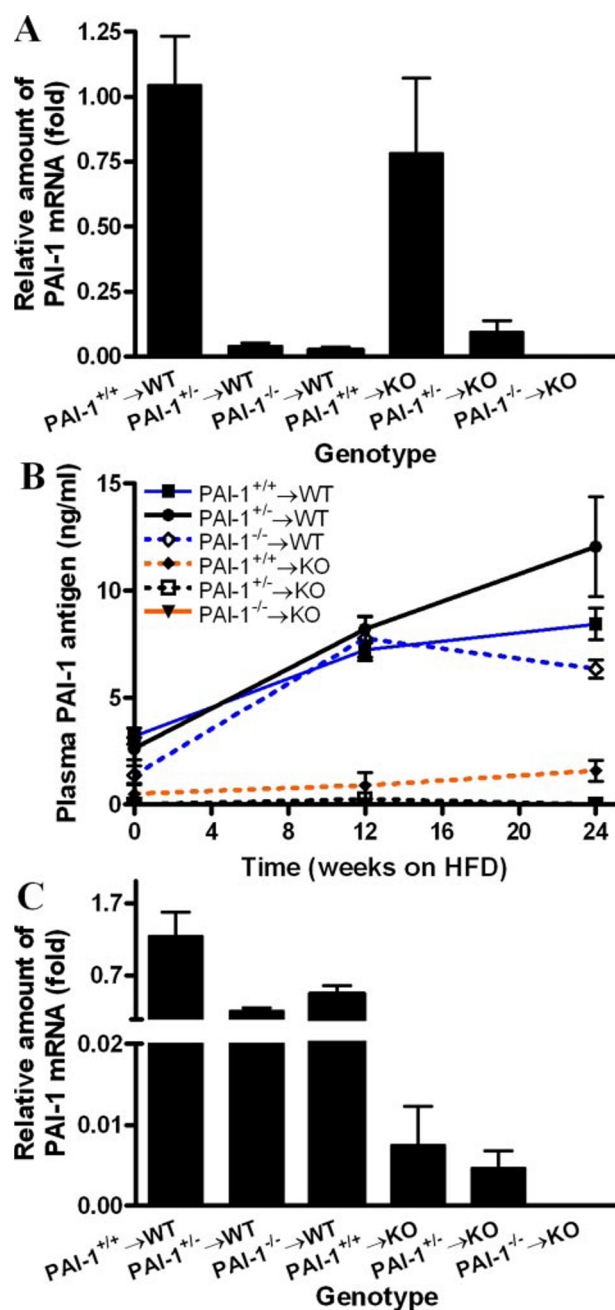 A
Relative amount of
PAI-1 mRNA (fold)
1.25
1.00
0.75
0.50
0.25
0.00
PAI-1+/+→WT
PAI-1+/-→WT
PAI-1-/-→WT
PAI-1+/+→KO
PAI-1+/-→KO
PAI-1-/-→KO
Genotype
B
Plasma PAI-1 antigen (ng/ml)
15
10
5
0
PAI-1+/+→WT
PAI-1+/-→WT
PAI-1-/-→WT
PAI-1+/+→KO
PAI-1+/-→KO
PAI-1-/-→KO
0 4 8 12 16 20 24
Time (weeks on HFD)
C
Relative amount of
PAI-1 mRNA (fold)
1.7
0.7
0.02
0.01
0.00
PAI-1+/+→WT
PAI-1+/-→WT
PAI-1-/-→WT
PAI-1+/+→KO
PAI-1+/-→KO
PAI-1-/-→KO
Genotype